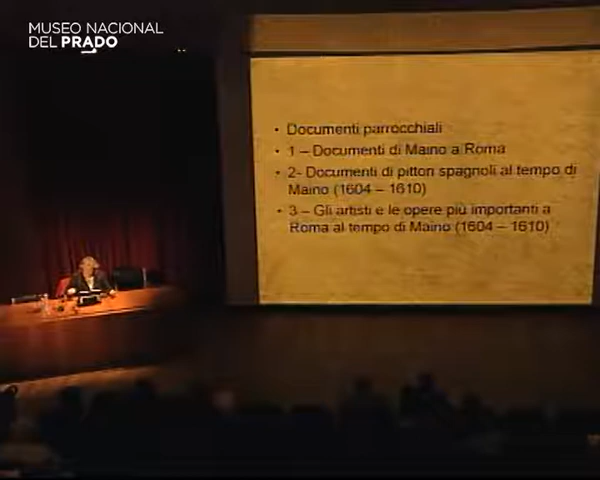 MUSEO NACIONAL
DEL PRADO
• Documenti parrocchiali
• 1 – Documenti di Maino a Roma
• 2- Documenti di pittori spagnoli al tempo di
Maino (1604 – 1610)
• 3 – Gli artisti e le opere più importanti a
Roma al tempo di Maino (1604 – 1610)